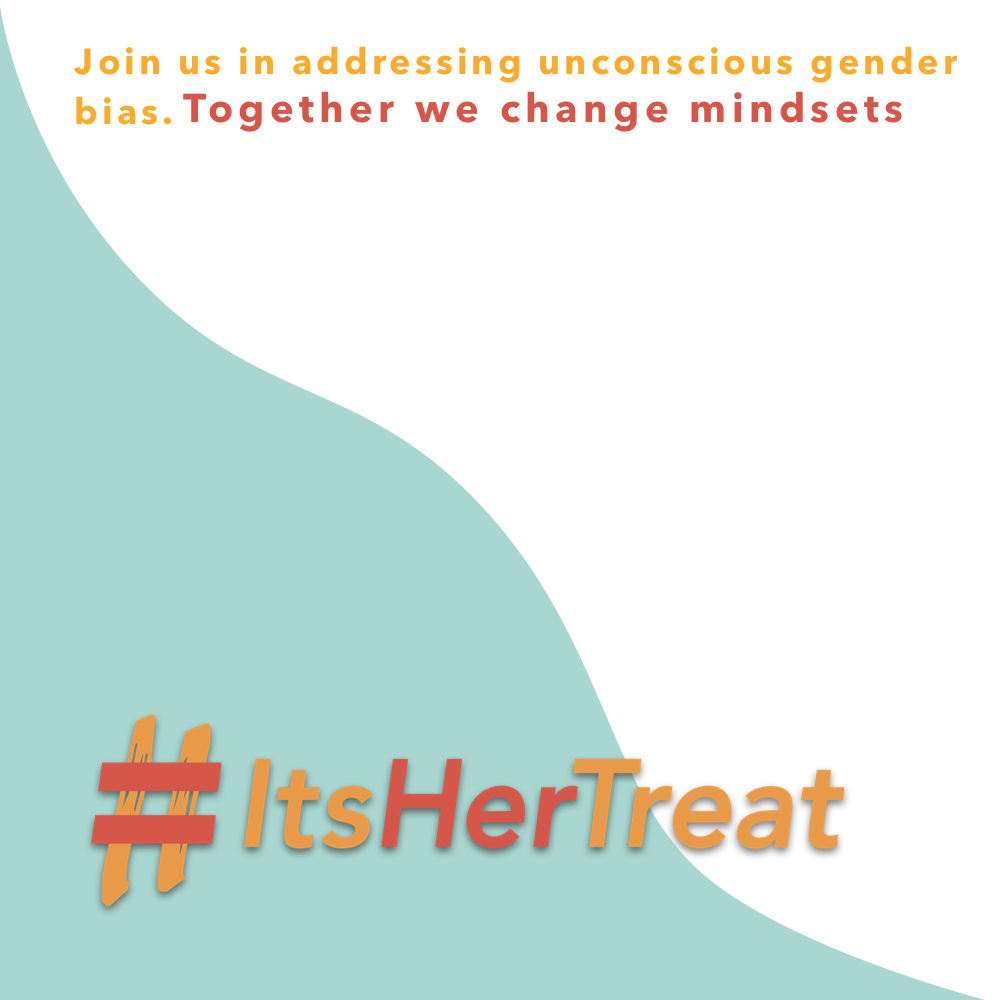 Join us in addressing unconscious gender
bias. Together we change mindsets
#ItsHerTreat